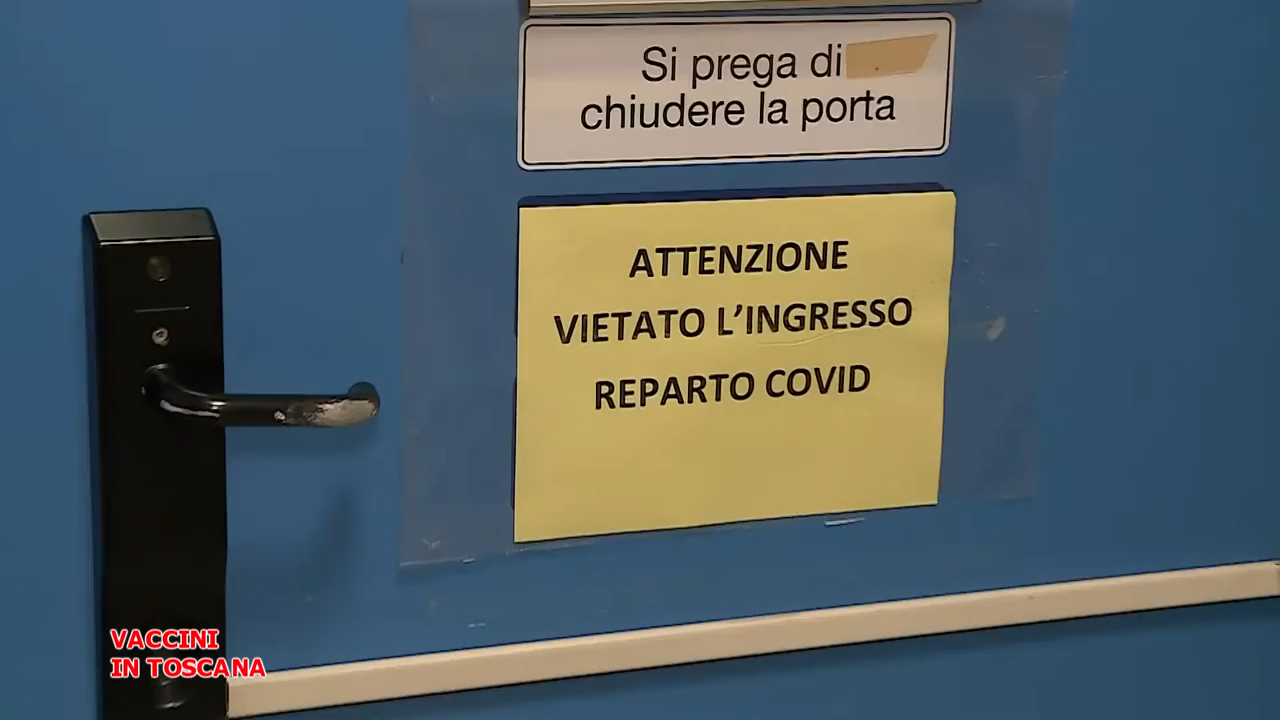 Si prega di
chiudere la porta
ATTENZIONE
VIETATO L'INGRESSO
REPARTO COVID
VACCINI
IN TOSCANA